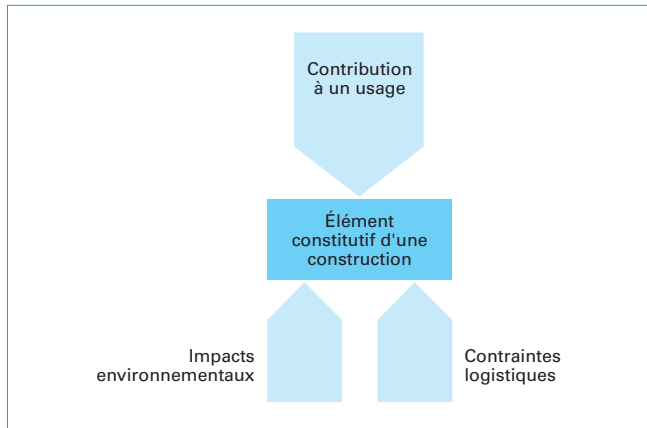 Contribution
à un usage
Élément
constitutif d'une
construction
Impacts
environnementaux
Contraintes
logistiques